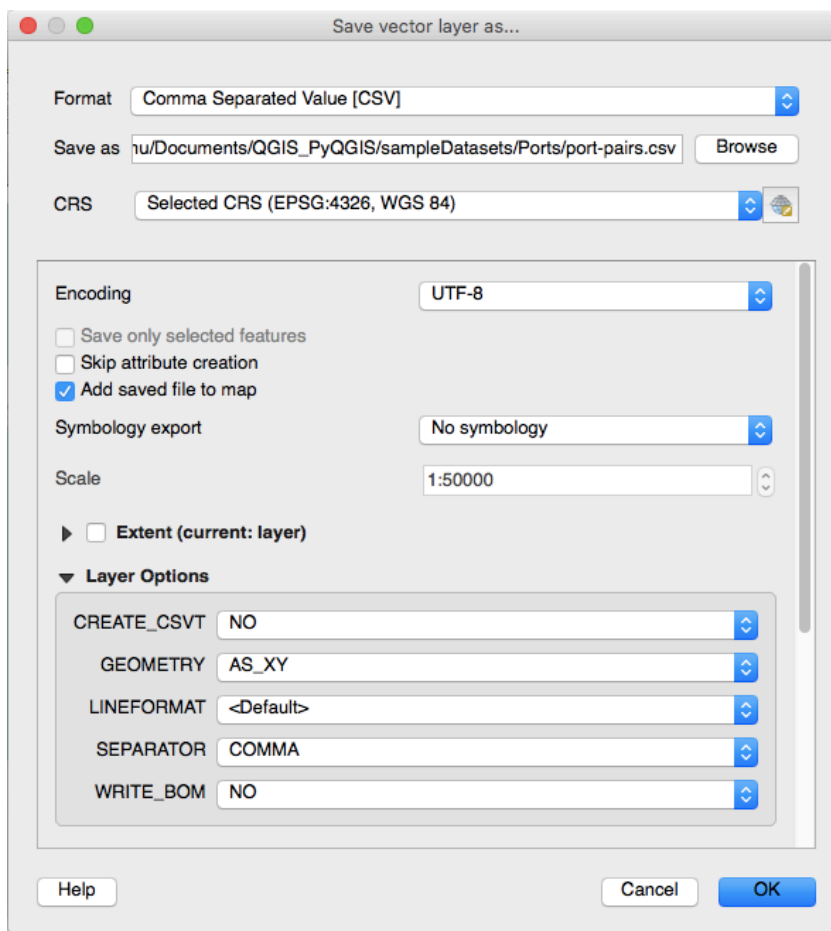 Save vector layer as...
Format Comma Separated Value [CSV]
Save as nu/Documents/QGIS_PyQGIS/sampleDatasets/Ports/port-pairs.csv Browse
CRS Selected CRS (EPSG:4326, WGS 84)
Encoding UTF-8
Save only selected features
Skip attribute creation
Add saved file to map
Symbology export No symbology
Scale 1:50000
Extent (current: layer)
Layer Options
CREATE_CSVT NO
GEOMETRY AS_XY
LINEFORMAT <Default>
SEPARATOR COMMA
WRITE_BOM NO
Help Cancel OK